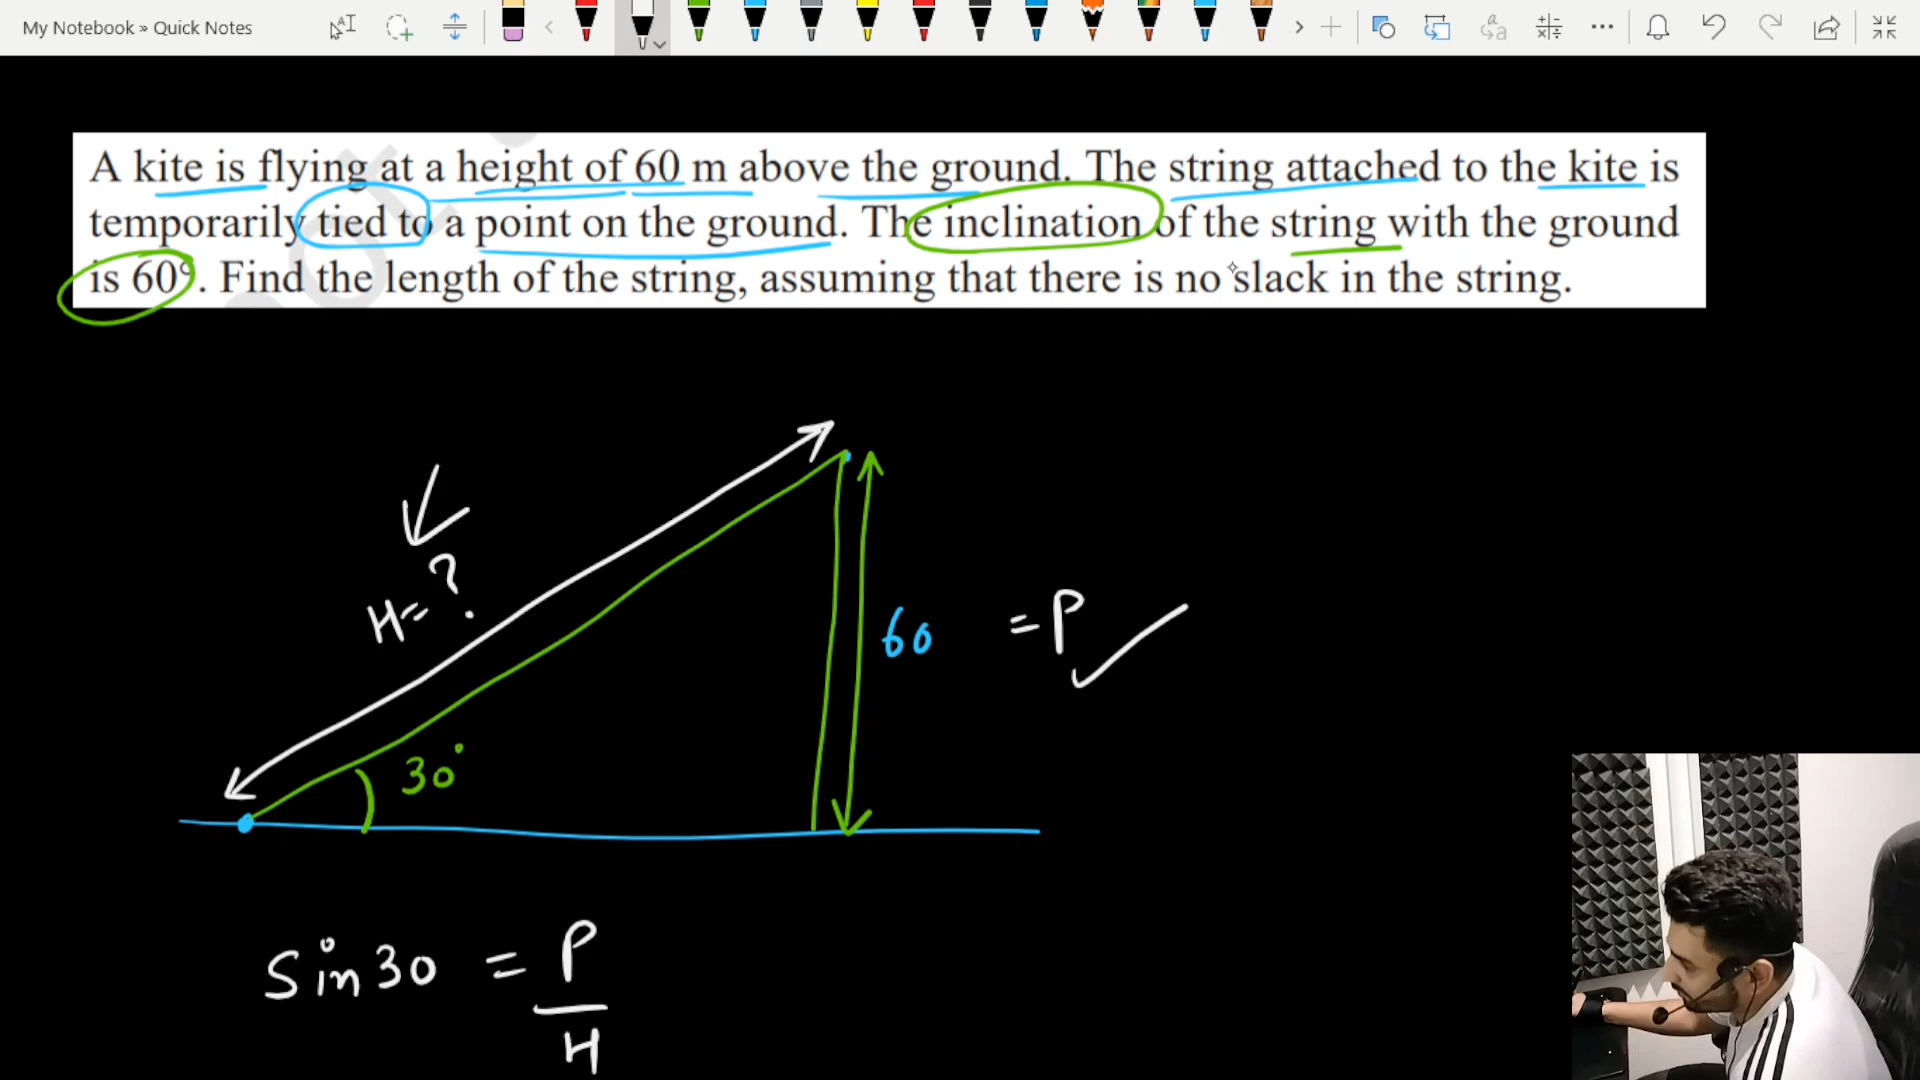 My Notebook » Quick Notes
A kite is flying at a height of 60 m above the ground. The string attached to the kite is
temporarily tied to a point on the ground. The inclination of the string with the ground
is 60°. Find the length of the string, assuming that there is no slack in the string.
H = ?
60 = P
30°
Sin 30 = P
H